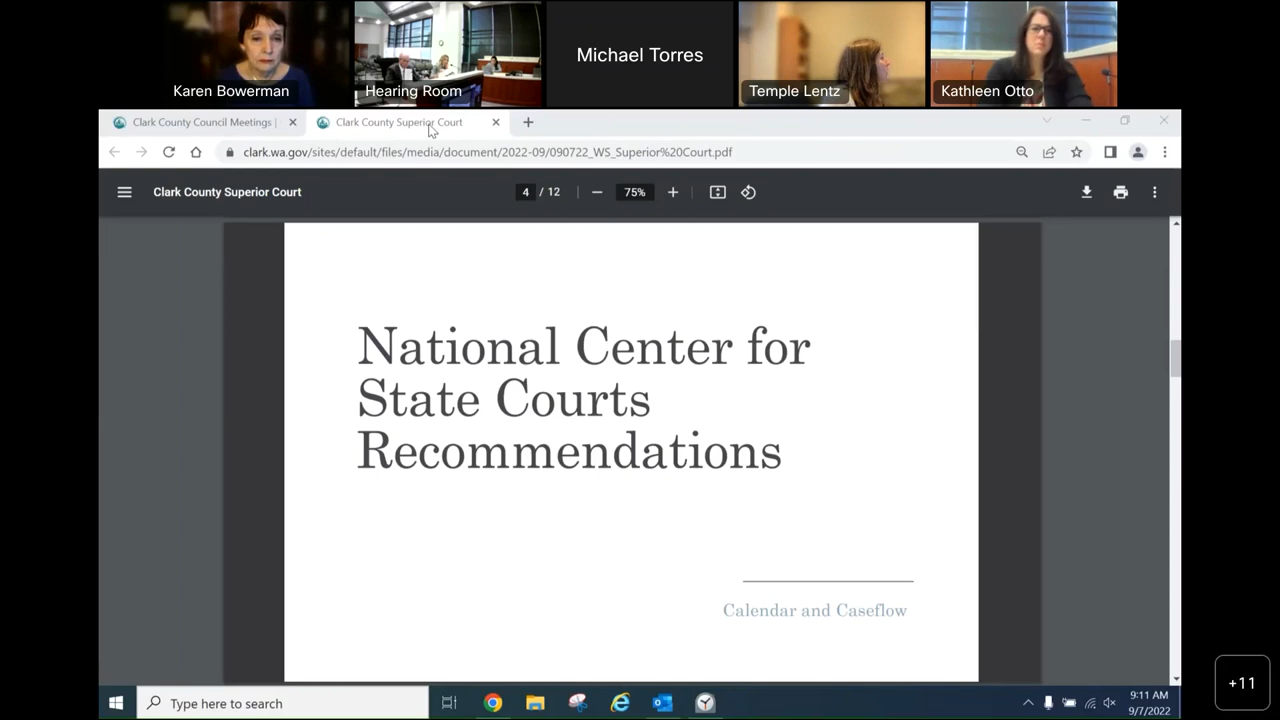 Karen Bowerman
Hearing Room
Michael Torres
Temple Lentz
Kathleen Otto
Clark County Council Meetings |
Clark County Superior Court
clark.wa.gov/sites/default/files/media/document/2022-09/090722_WS_Superior%20Court.pdf
Clark County Superior Court
4 / 12
75%
National Center for
State Courts
Recommendations
Calendar and Caseflow
+11
Type here to search
9:11 AM
9/7/2022